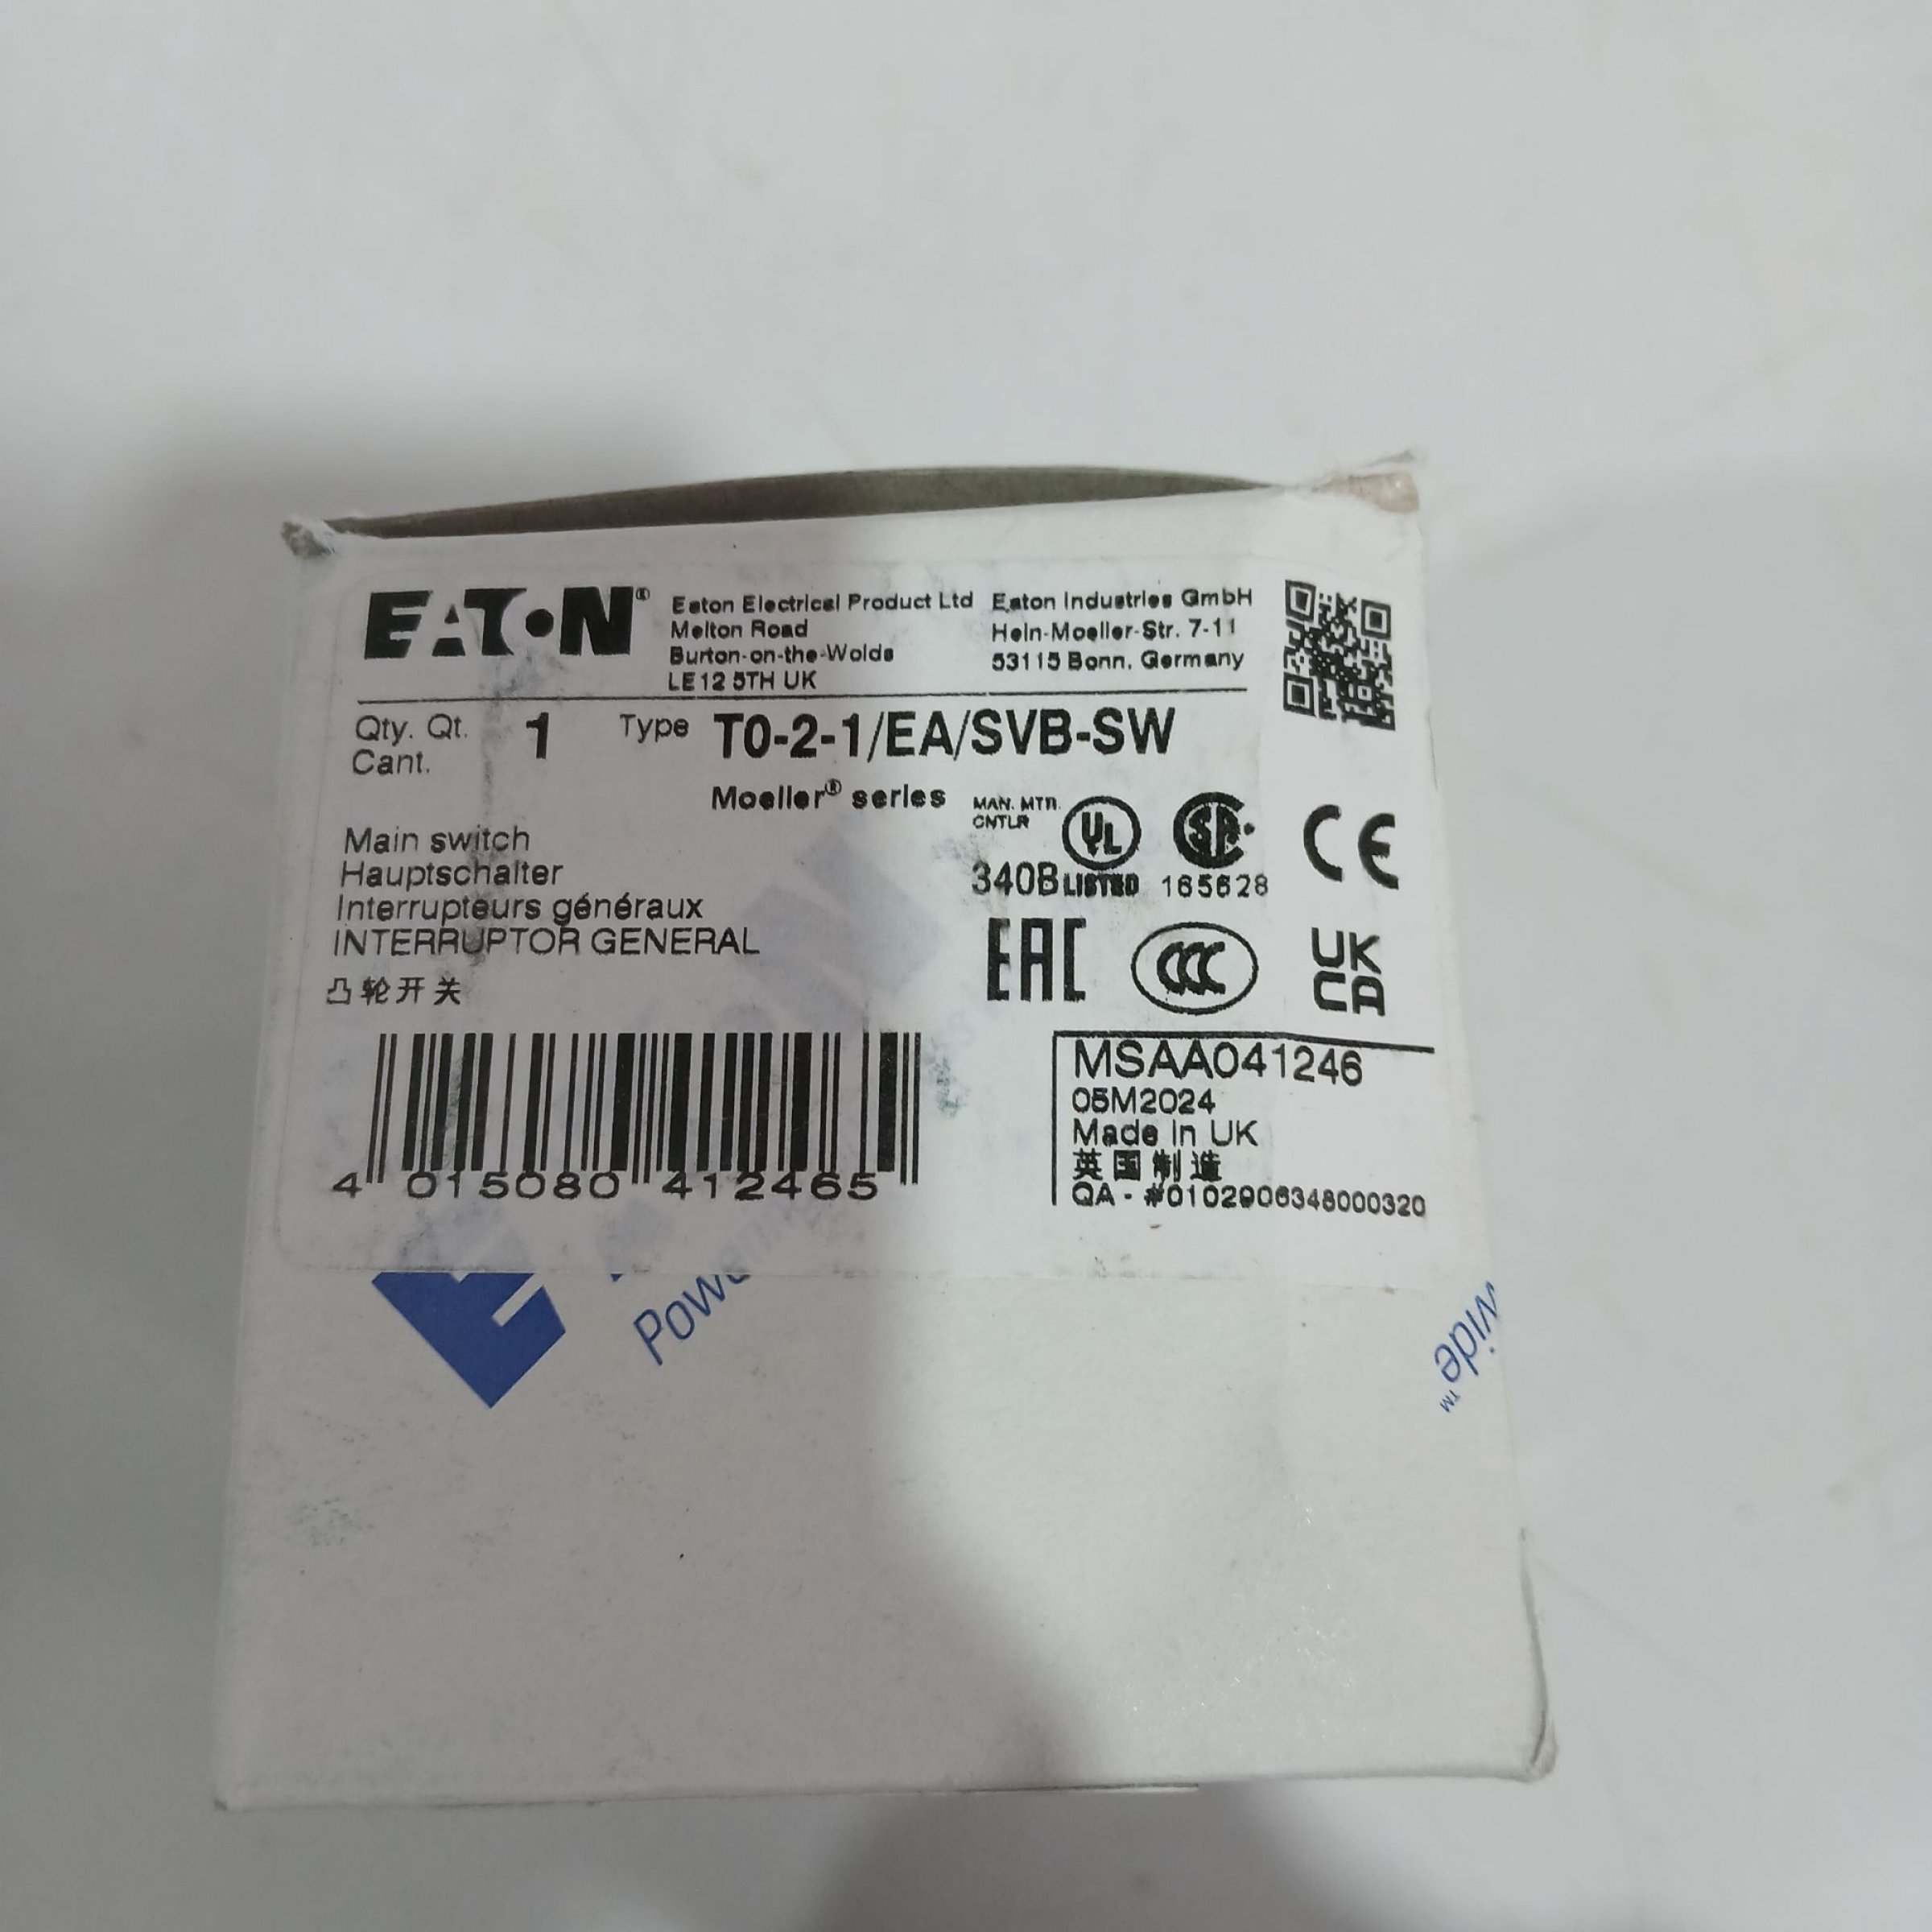 EATON®
Eaton Electrical Product Ltd
Melton Road
Burton-on-the-Wolds
LE12 5TH UK
Eaton Industries GmbH
Hein-Moeller-Str. 7-11
53115 Bonn, Germany
Qty. Qt. 1
Cant.
Type T0-2-1/EA/SVB-SW
Moeller® series
Main switch
Hauptschalter
Interrupteurs généraux
INTERRUPTOR GENERAL
凸轮开关
MAN. MTR.
CNTLR
340B
UL
LISTED
SA
165628
CE
EAC
CCC
UK
CA
4 015080 412465
MSAA041246
05M2024
Made in UK
英国制造
QA - #0102906348000320
wide™